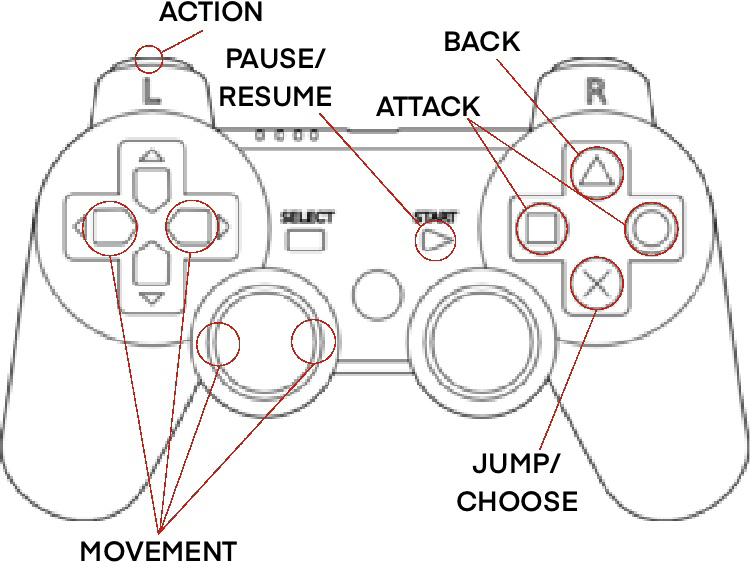 ACTION
PAUSE/
RESUME
BACK
ATTACK
L
R
SELECT
START
JUMP/
CHOOSE
MOVEMENT